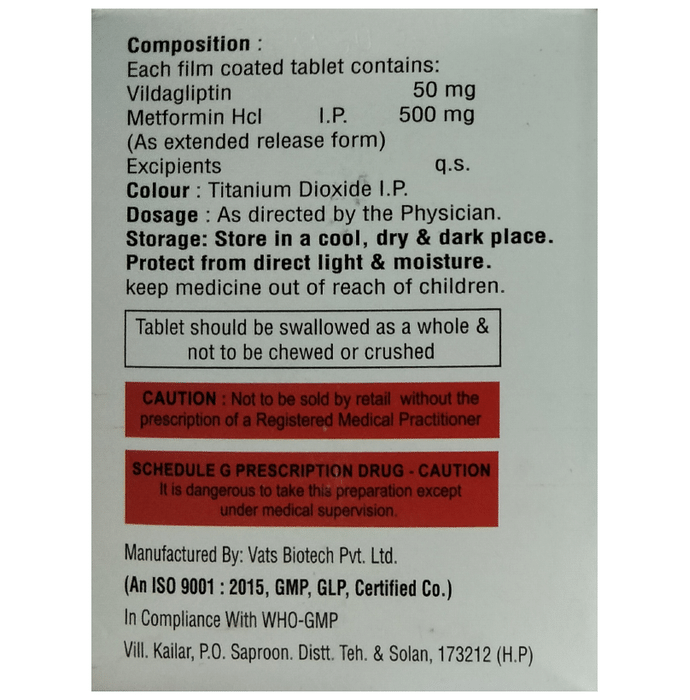 Composition :
Each film coated tablet contains:
Vildagliptin 50 mg
Metformin Hcl I.P. 500 mg
(As extended release form)
Excipients q.s.
Colour : Titanium Dioxide I.P.
Dosage : As directed by the Physician.
Storage: Store in a cool, dry & dark place.
Protect from direct light & moisture.
keep medicine out of reach of children.
Tablet should be swallowed as a whole &
not to be chewed or crushed
CAUTION : Not to be sold by retail without the
prescription of a Registered Medical Practitioner
SCHEDULE G PRESCRIPTION DRUG - CAUTION
It is dangerous to take this preparation except
under medical supervision.
Manufactured By: Vats Biotech Pvt. Ltd.
(An ISO 9001 : 2015, GMP, GLP, Certified Co.)
In Compliance With WHO-GMP
Vill. Kailar, P.O. Saproon. Distt. Teh. & Solan, 173212 (H.P)